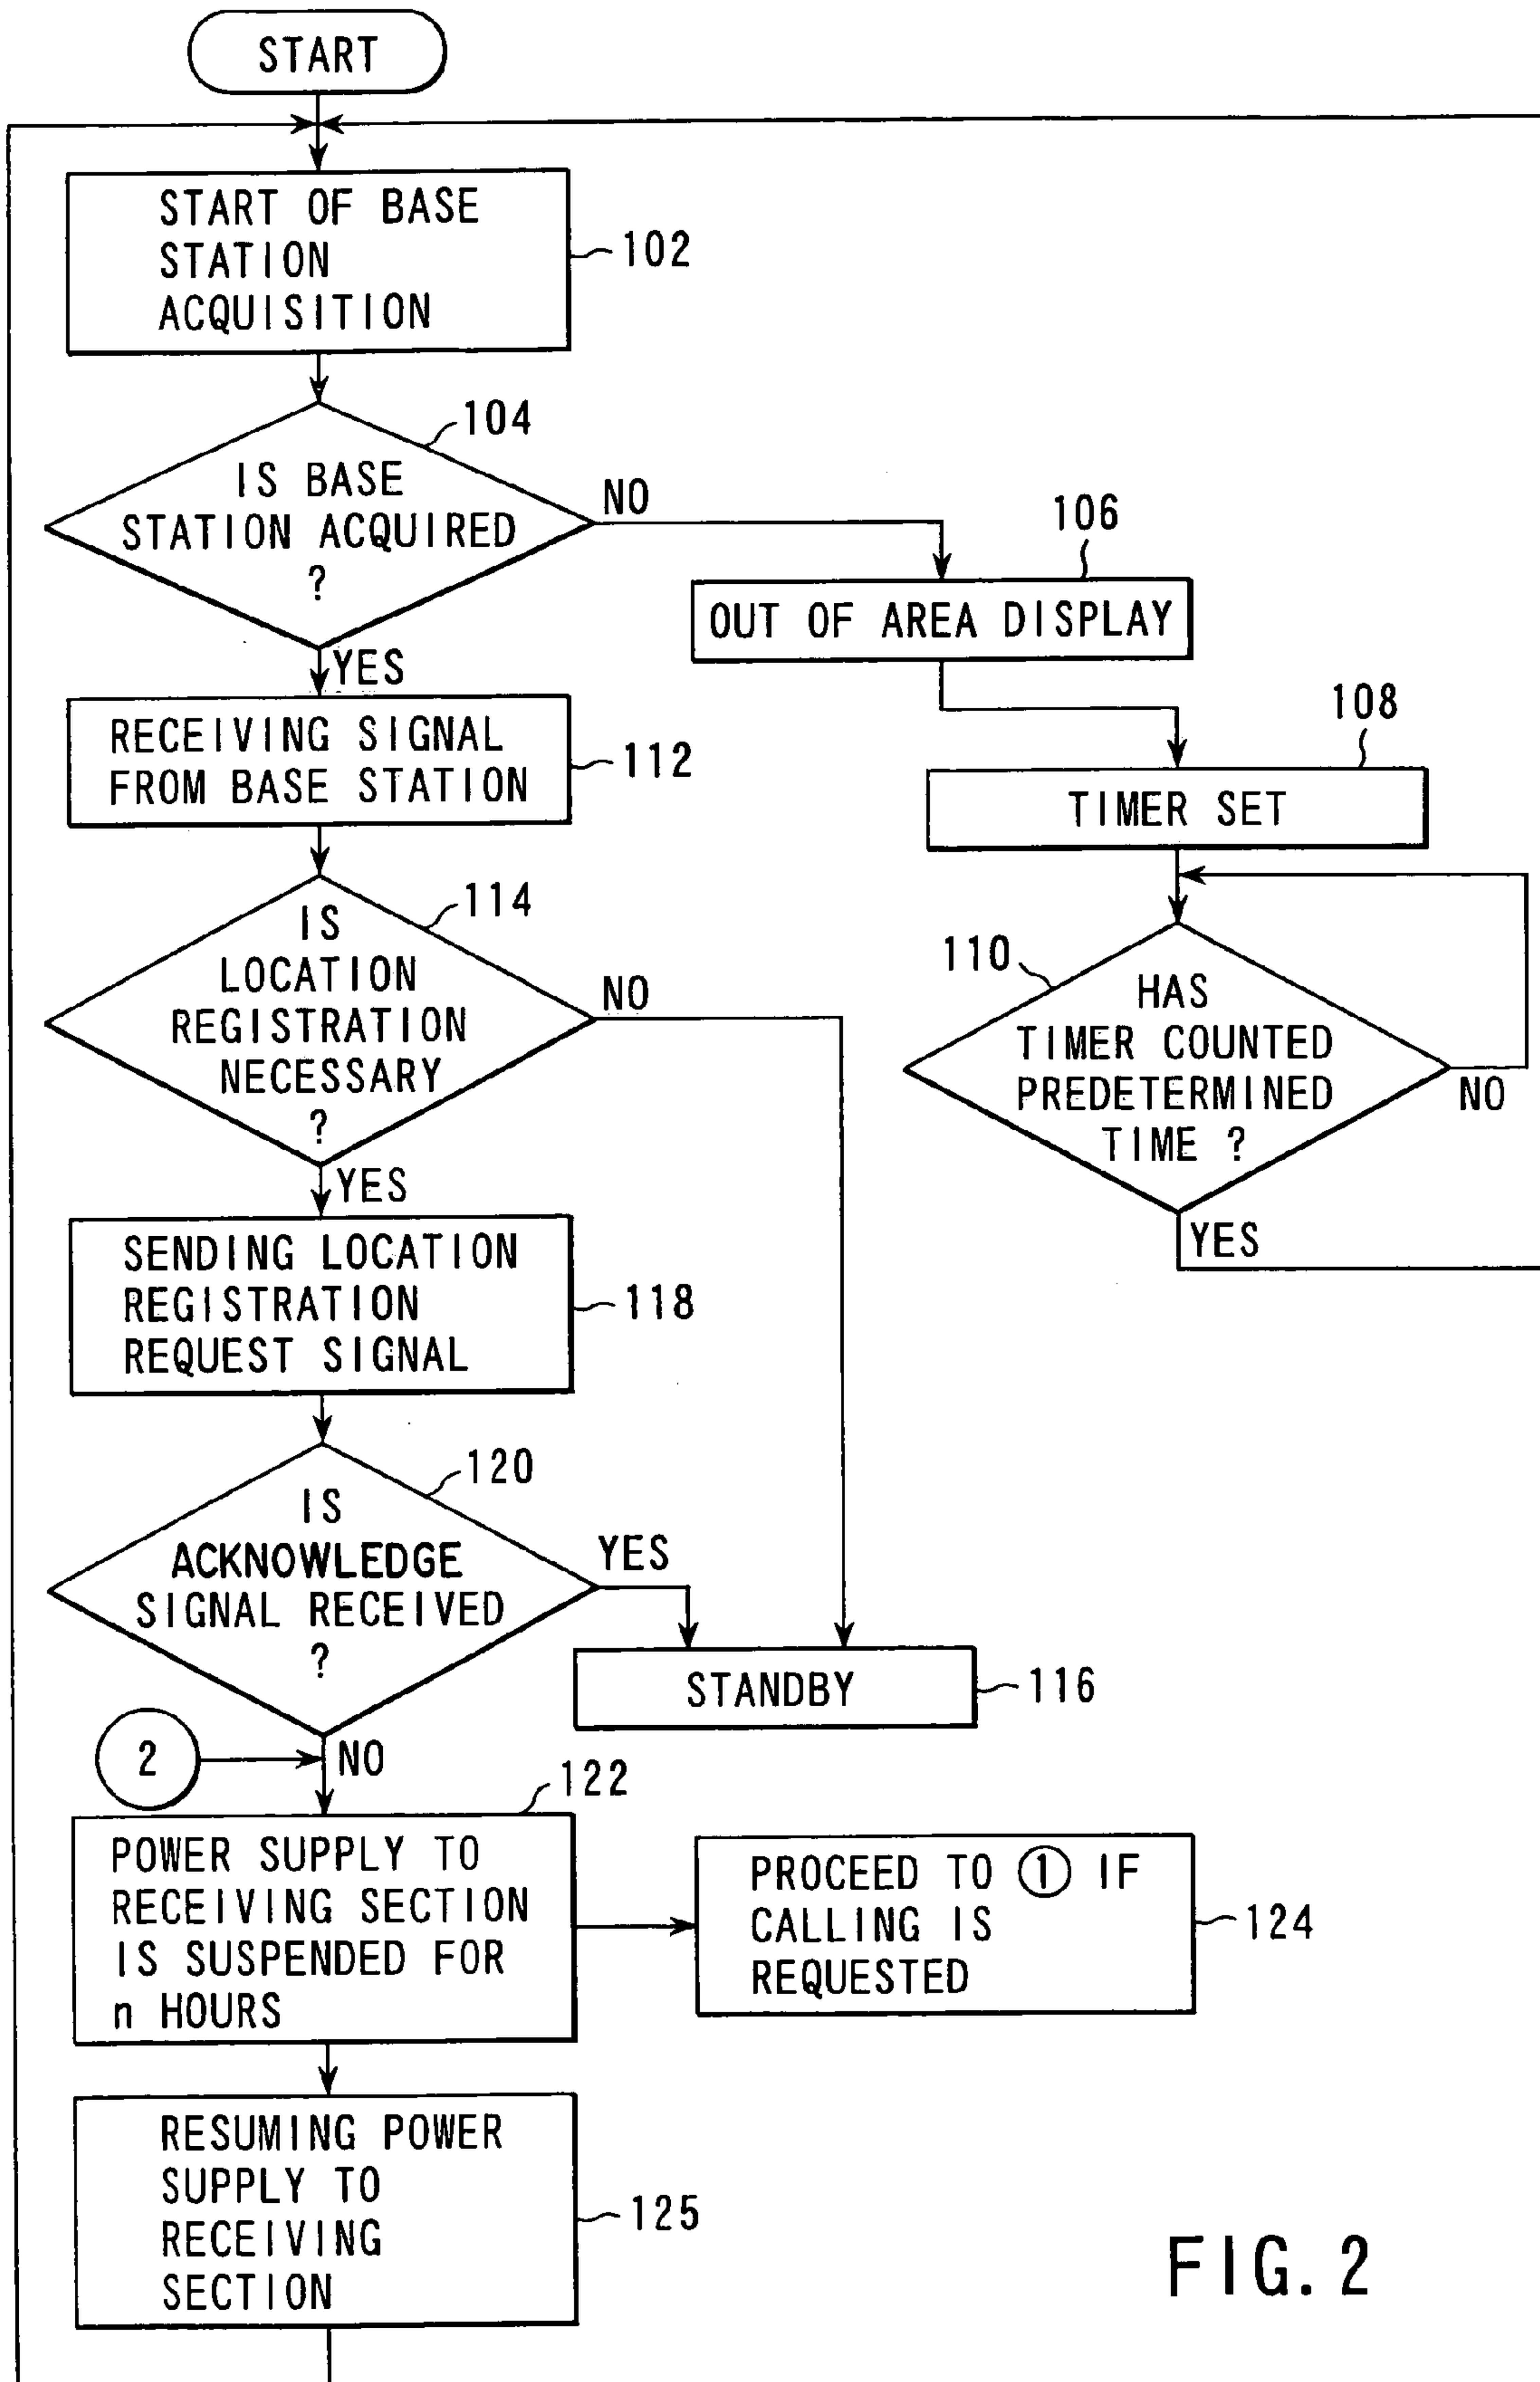 START
START OF BASE
STATION
ACQUISITION
102
104
IS BASE
STATION ACQUIRED
?
NO
YES
106
OUT OF AREA DISPLAY
108
TIMER SET
110
HAS
TIMER COUNTED
PREDETERMINED
TIME ?
NO
YES
RECEIVING SIGNAL
FROM BASE STATION
112
114
IS
LOCATION
REGISTRATION
NECESSARY
?
NO
YES
SENDING LOCATION
REGISTRATION
REQUEST SIGNAL
118
120
IS
ACKNOWLEDGE
SIGNAL RECEIVED
?
YES
STANDBY
116
2
NO
122
POWER SUPPLY TO
RECEIVING SECTION
IS SUSPENDED FOR
n HOURS
PROCEED TO ① IF
CALLING IS
REQUESTED
124
RESUMING POWER
SUPPLY TO
RECEIVING
SECTION
125
FIG. 2